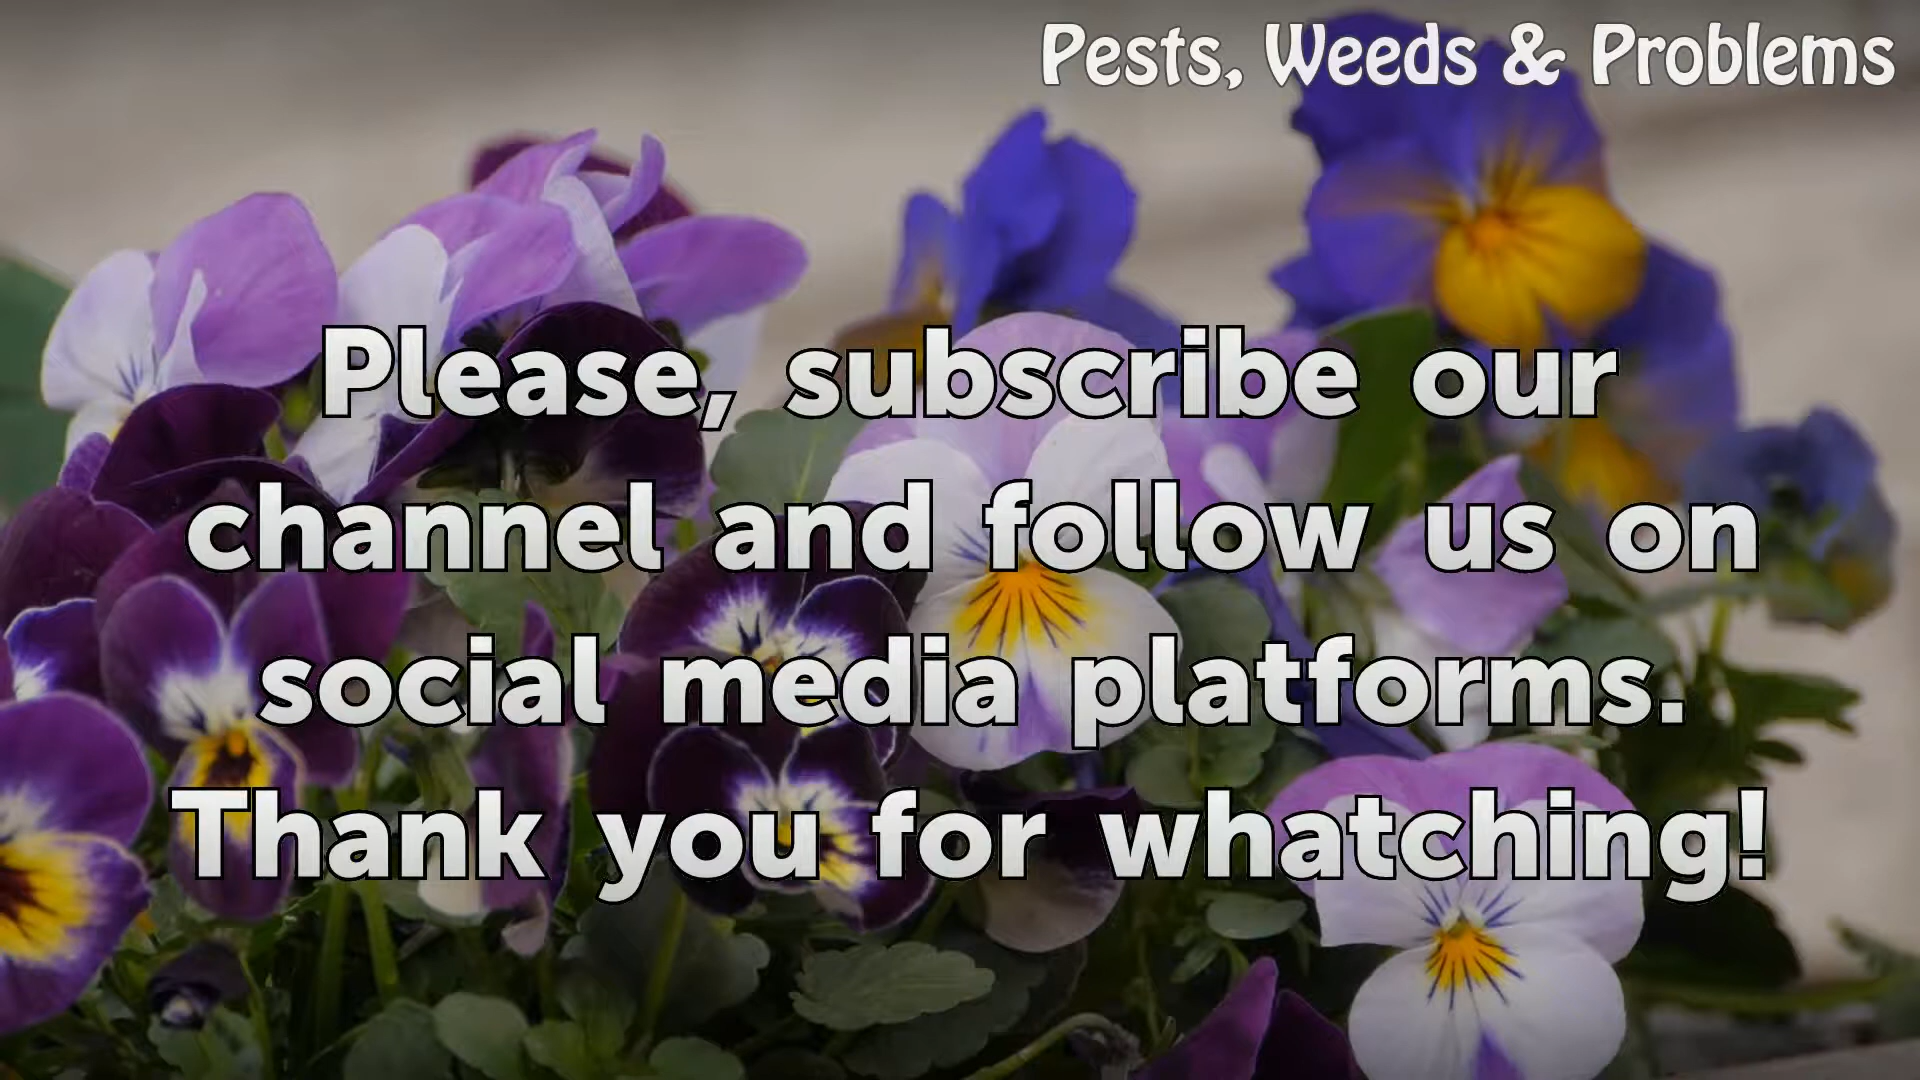 Pests, Weeds & Problems
Please, subscribe our
channel and follow us on
social media platforms.
Thank you for whatching!